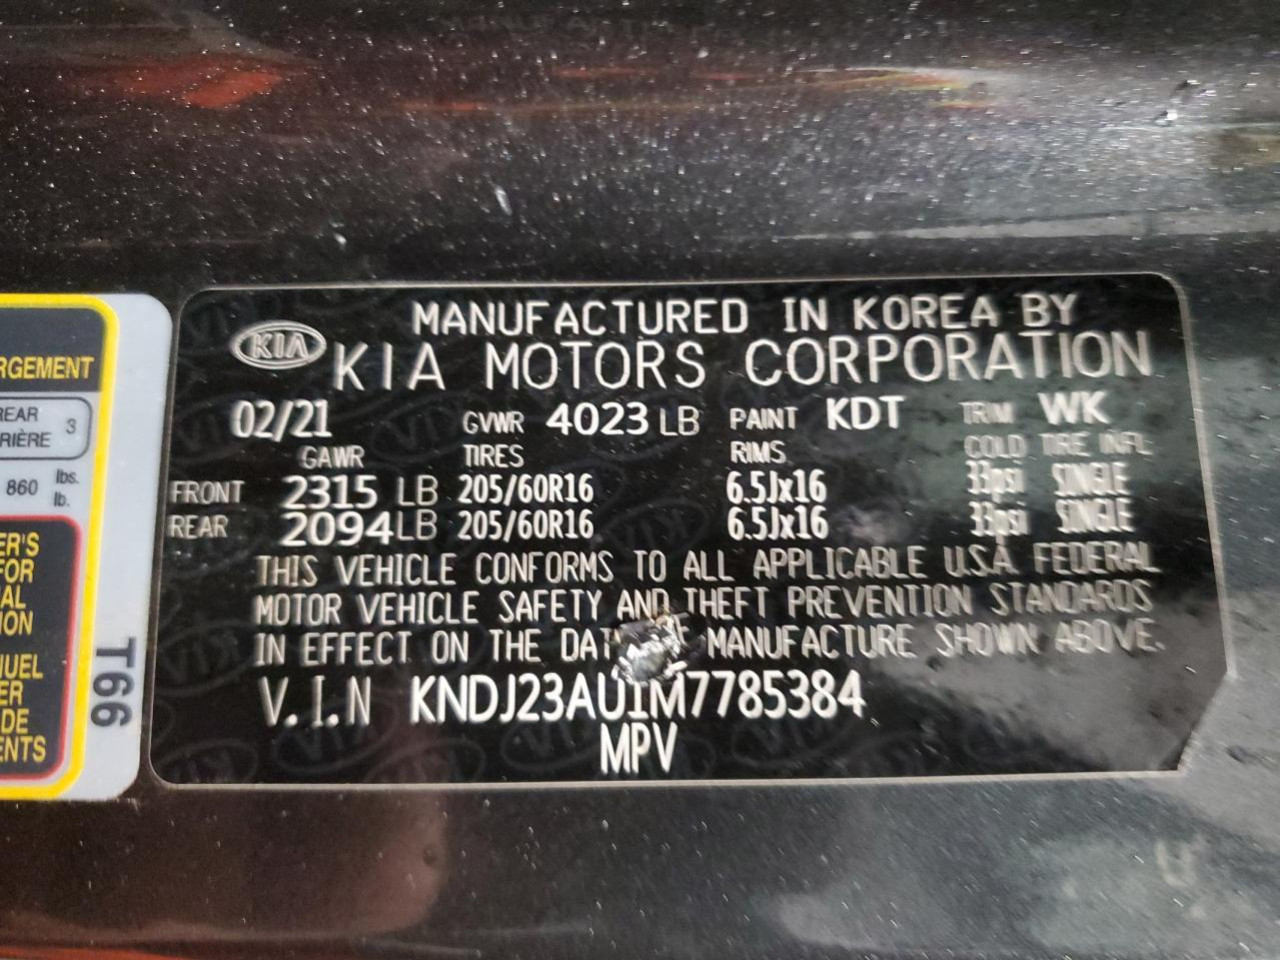 MANUFACTURED IN KOREA BY
KIA KIA MOTORS CORPORATION
02/21 GVWR 4023 LB PAINT KDT TRIM WK
GAWR TIRES RIMS COLD TIRE INFL
FRONT 2315 LB 205/60R16 6.5Jx16 33psi SINGLE
REAR 2094 LB 205/60R16 6.5Jx16 33psi SINGLE
THIS VEHICLE CONFORMS TO ALL APPLICABLE U.S.A. FEDERAL
MOTOR VEHICLE SAFETY AND THEFT PREVENTION STANDARDS
IN EFFECT ON THE DAT MANUFACTURE SHOWN ABOVE.
V.I.N KNDJ23AU1M7785384
MPV
RGEMENT
REAR
RIÈRE 3
860 lbs.
lb.
ER'S
FOR
AL
ION
NUEL
ER
DE
ENTS
T66